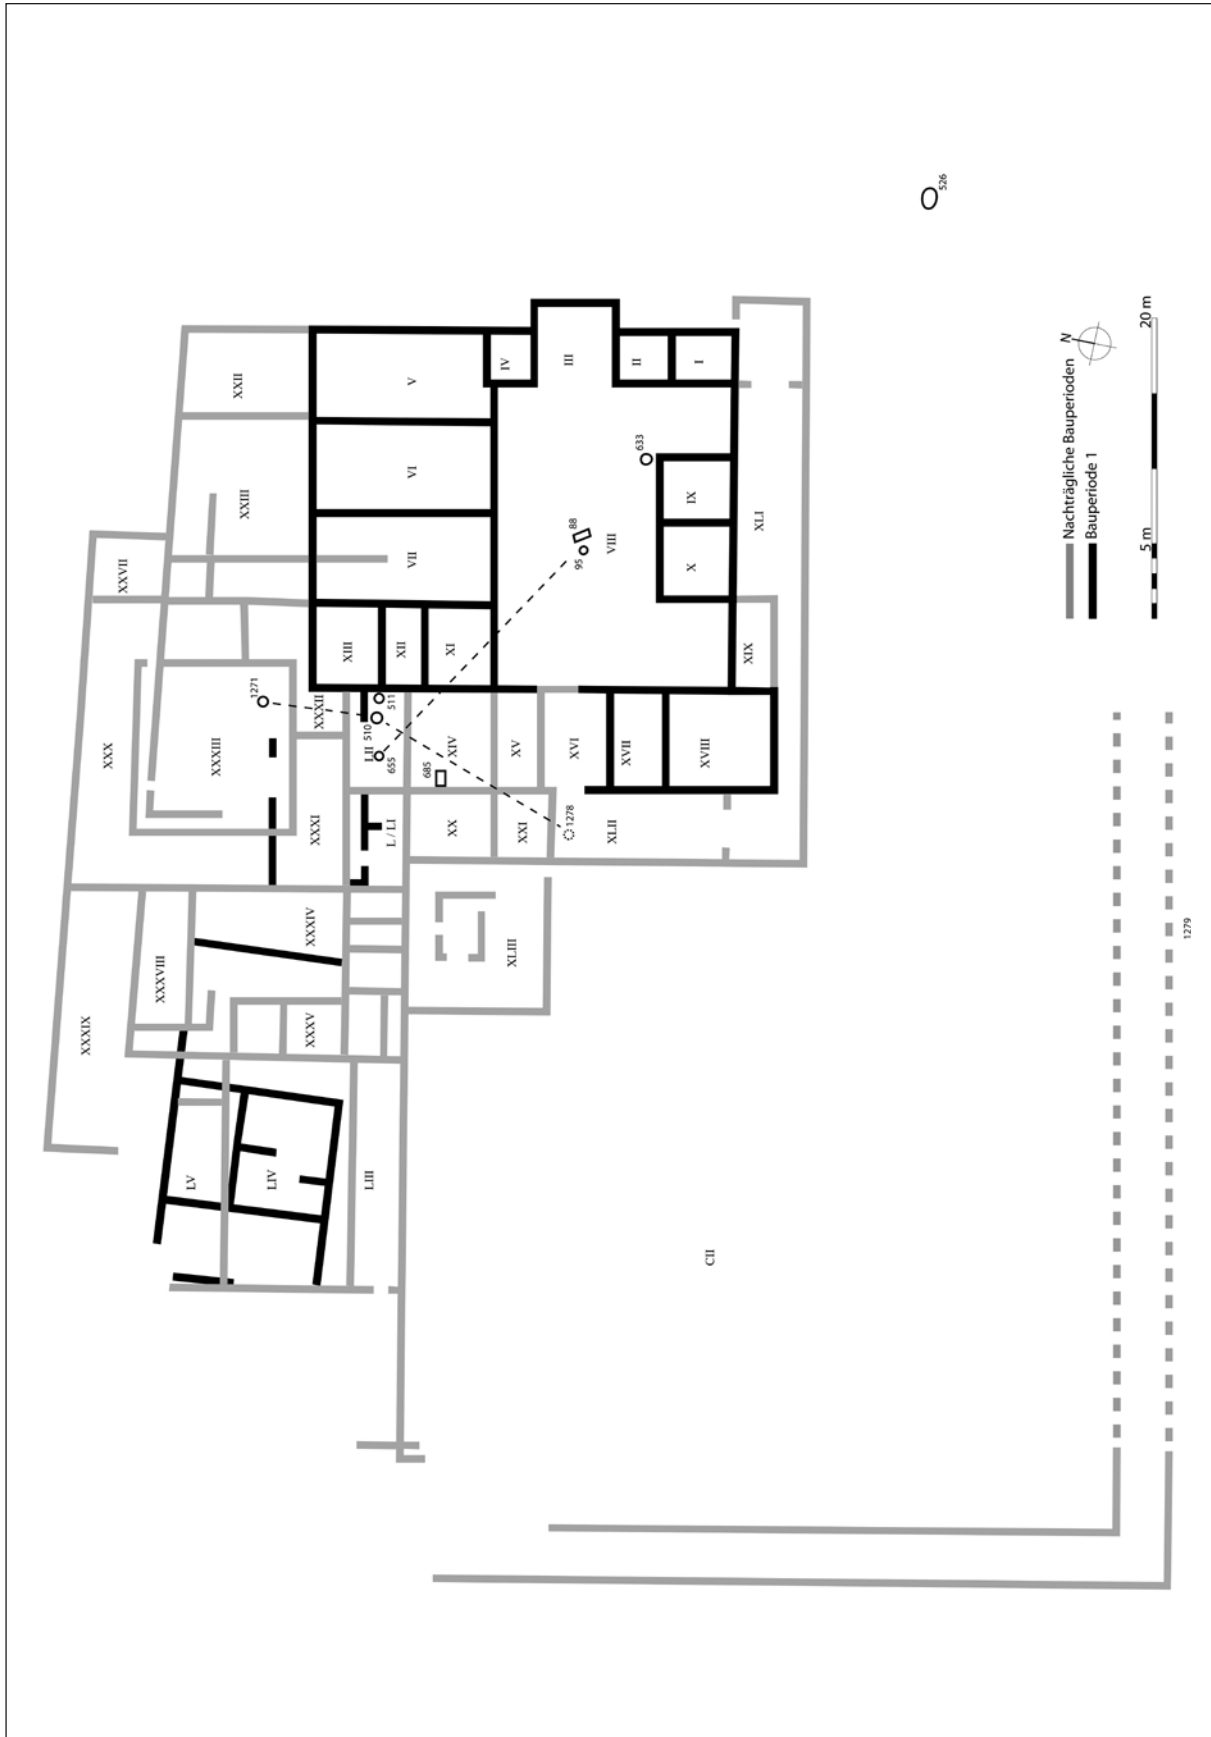 526
XXII
V
IV
III
II
I
XXIII
VI
633
IX
XLI
XXVII
VII
88
95
VIII
X
XIII
XII
XI
XIX
1271
XXXII
511
510
LII
655
XXX
XXXIII
685
XIV
XV
XVI
XVII
XVIII
XXXI
L / LI
XX
XXI
1278
XLII
XXXIV
XLIII
XXXVIII
XXXIX
XXXV
LV
LIV
LIII
CII
1279
N
Nachträgliche Bauperioden
Bauperiode 1
5 m
20 m